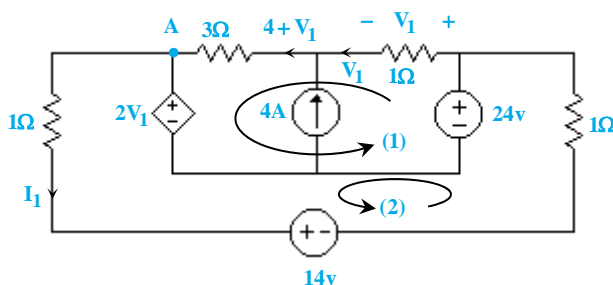 A 3Ω 4 + V₁ − V₁ +
V₁ 1Ω
1Ω 2V₁ + − 4A (1) + − 24v 1Ω
I₁ (2)
+ −
14v